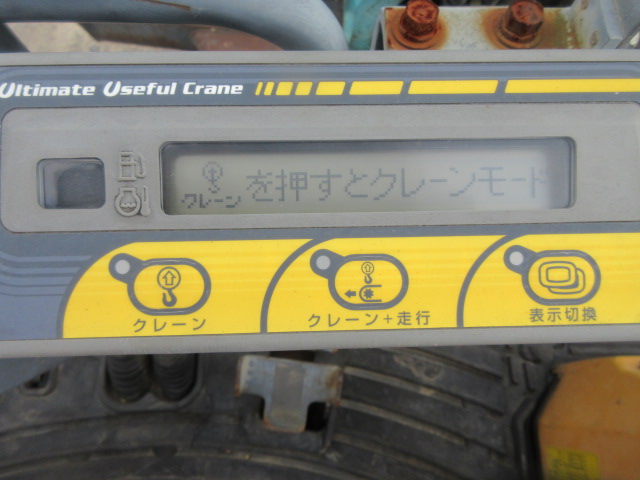 Ultimate Useful Crane
クレーン を押すとクレーンモード
クレーン
クレーン+走行
表示切換